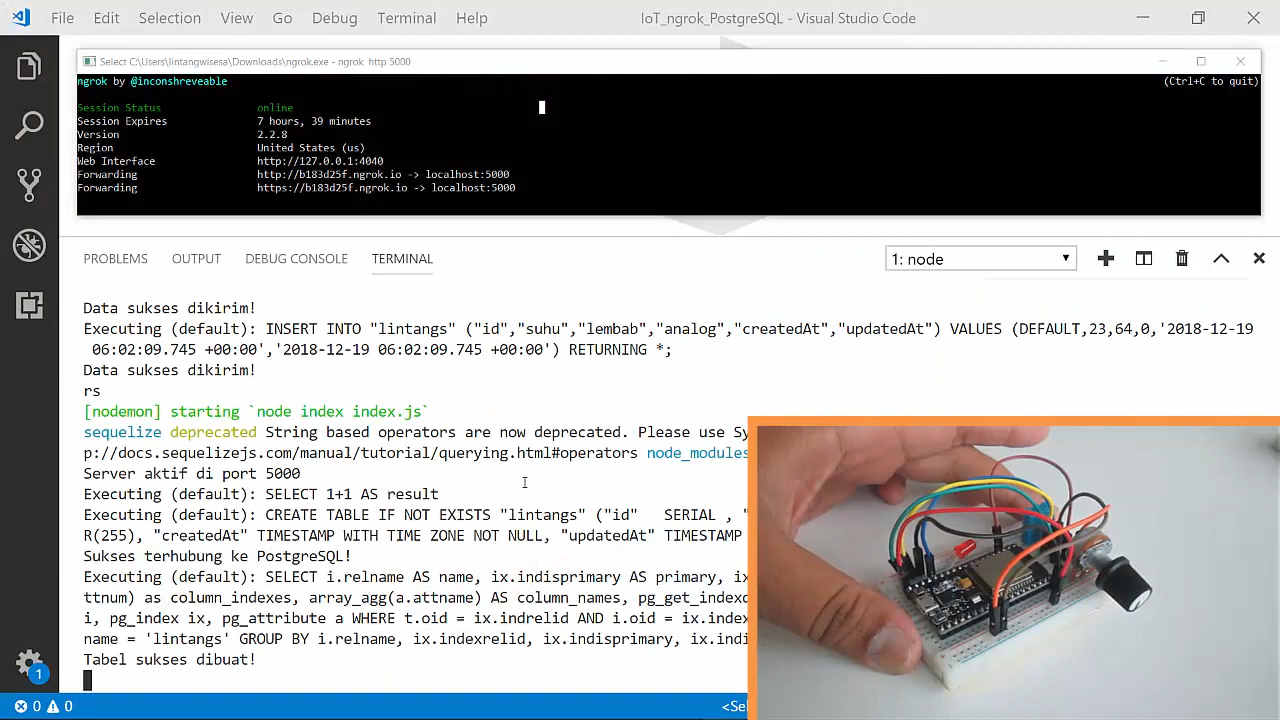 File Edit Selection View Go Debug Terminal Help IoT_ngrok_PostgreSQL - Visual Studio Code
Select C:\Users\lintangwisesa\Downloads\ngrok.exe - ngrok http 5000
ngrok by @inconshreveable (Ctrl+C to quit)
Session Status online
Session Expires 7 hours, 39 minutes
Version 2.2.8
Region United States (us)
Web Interface http://127.0.0.1:4040
Forwarding http://b183d25f.ngrok.io -> localhost:5000
Forwarding https://b183d25f.ngrok.io -> localhost:5000
PROBLEMS OUTPUT DEBUG CONSOLE TERMINAL 1: node
Data sukses dikirim!
Executing (default): INSERT INTO "lintangs" ("id","suhu","lembab","analog","createdAt","updatedAt") VALUES (DEFAULT,23,64,0,'2018-12-19
06:02:09.745 +00:00','2018-12-19 06:02:09.745 +00:00') RETURNING *;
Data sukses dikirim!
rs
[nodemon] starting `node index index.js`
sequelize deprecated String based operators are now deprecated. Please use Sy
p://docs.sequelizejs.com/manual/tutorial/querying.html#operators node_modules
Server aktif di port 5000
Executing (default): SELECT 1+1 AS result
Executing (default): CREATE TABLE IF NOT EXISTS "lintangs" ("id" SERIAL , "
R(255), "createdAt" TIMESTAMP WITH TIME ZONE NOT NULL, "updatedAt" TIMESTAMP
Sukses terhubung ke PostgreSQL!
Executing (default): SELECT i.relname AS name, ix.indisprimary AS primary, ix
ttnum) as column_indexes, array_agg(a.attname) AS column_names, pg_get_indexd
i, pg_index ix, pg_attribute a WHERE t.oid = ix.indrelid AND i.oid = ix.inde
name = 'lintangs' GROUP BY i.relname, ix.indexrelid, ix.indisprimary, ix.indi
Tabel sukses dibuat!
1
0 0 <Sel